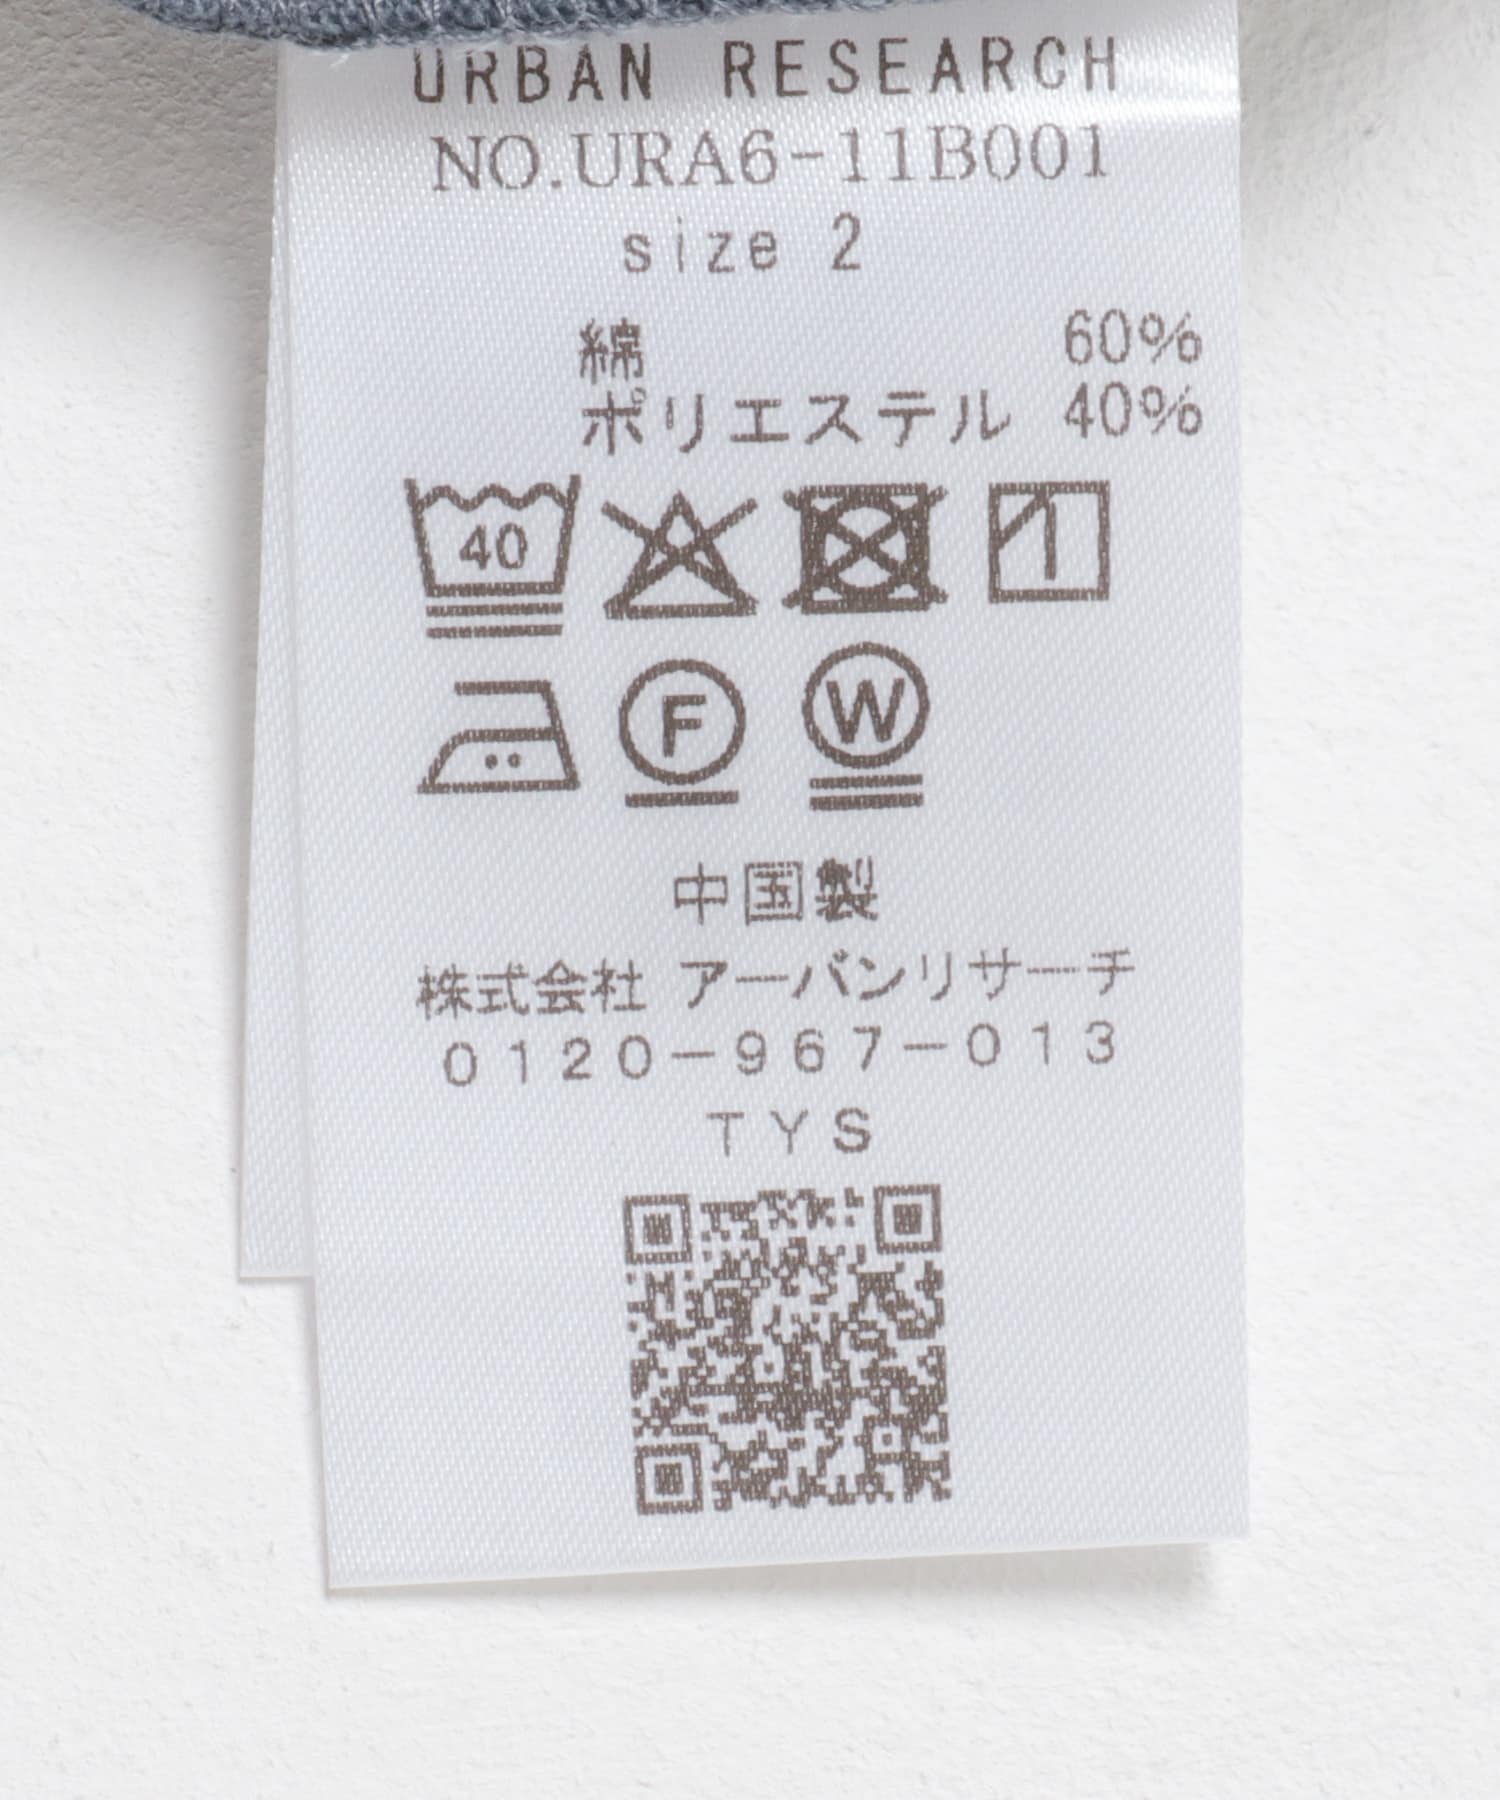 URBAN RESEARCH
NO.URA6-11B001
size 2
綿 60%
ポリエステル 40%
40
F W
中国製
株式会社 アーバンリサーチ
0120-967-013
TYS